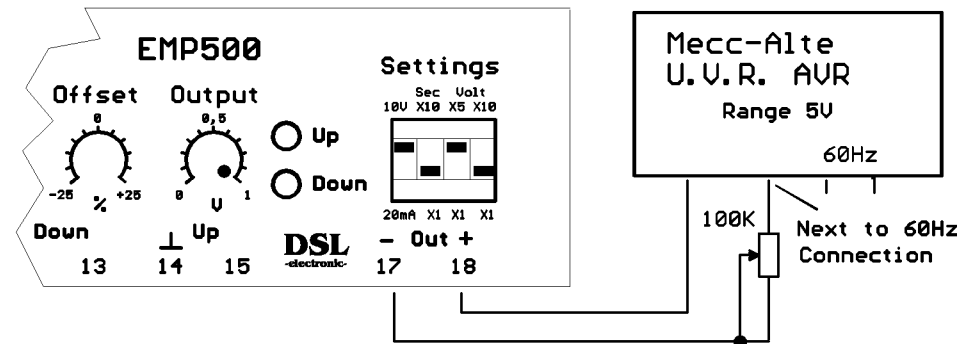 EMP500
Settings
Sec Volt
10V X10 X5 X10
20mA X1 X1 X1
Offset
0
-25 +25
%
Output
0,5
0 1
V
Up
Down
Down
Up
DSL
-electronic-
- Out +
13 14 15 17 18
Mecc-Alte
U.V.R. AVR
Range 5V
60Hz
100K
Next to 60Hz
Connection